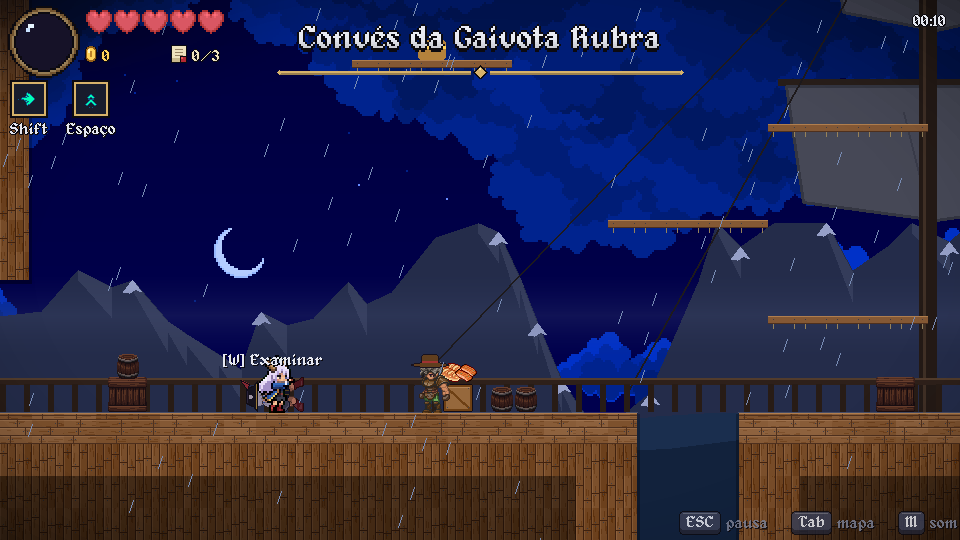 0
0/3
Convés da Gaivota Rubra
00:10
Shift
Espaço
[W] Examinar
ESC pausa
Tab mapa
M som